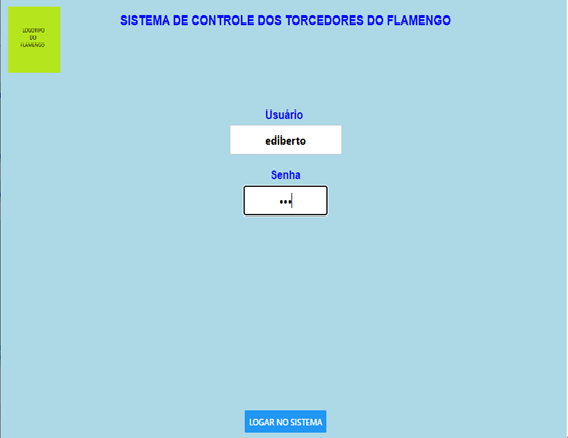 SISTEMA DE CONTROLE DOS TORCEDORES DO FLAMENGO
LOGOTIPO
DO
FLAMENGO
Usuário
ediberto
Senha
•••
LOGAR NO SISTEMA